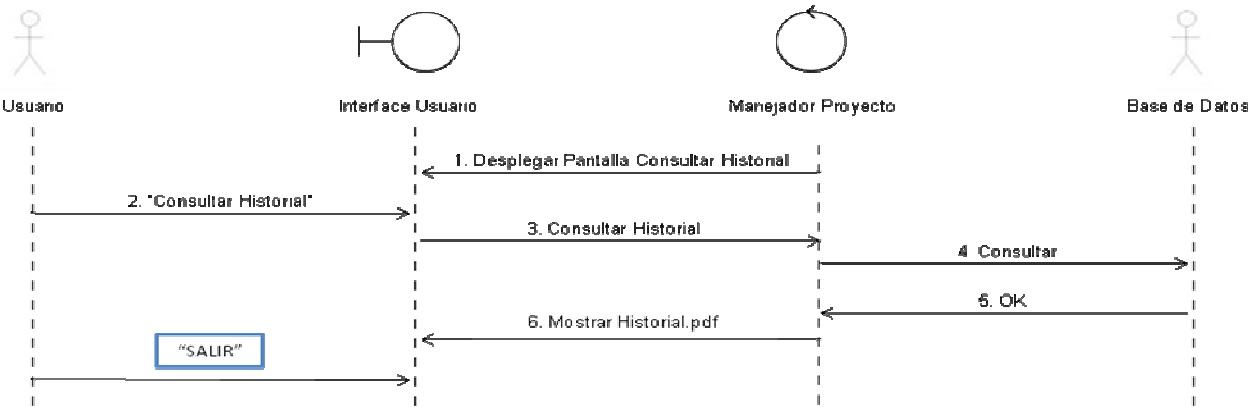 Usuario
Interface Usuario
Manejador Proyecto
Base de Datos
1. Desplegar Pantalla Consultar Historial
2. "Consultar Historial"
3. Consultar Historial
4 Consultar
5. OK
6. Mostrar Historial.pdf
“SALIR”